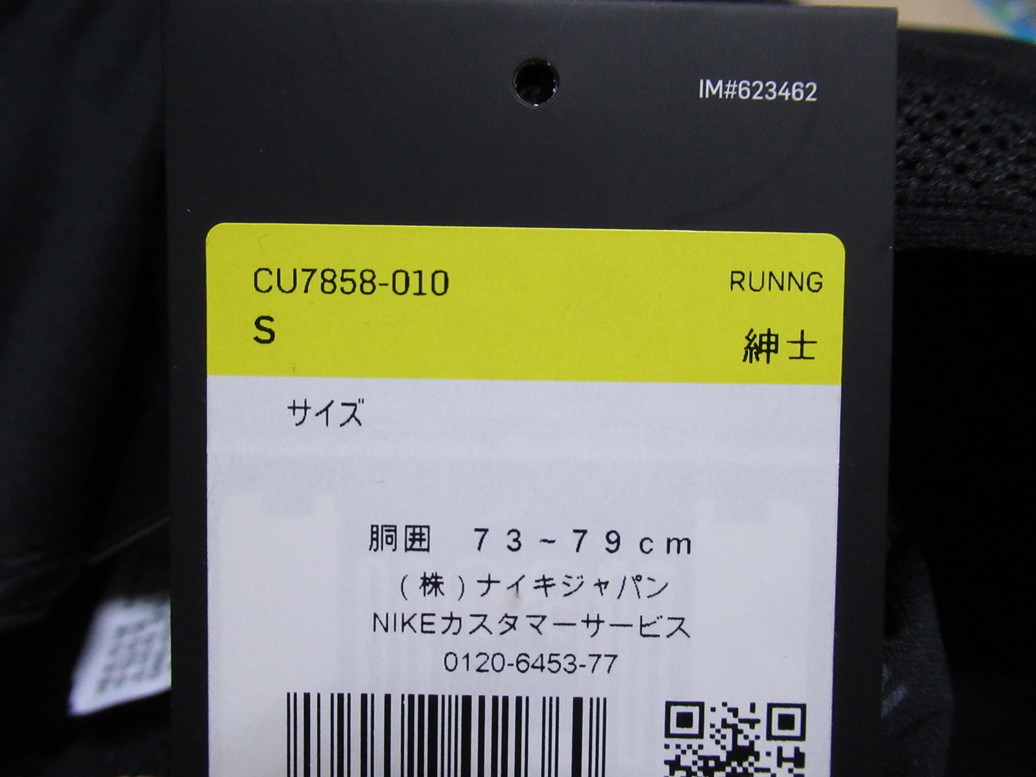 IM#623462
CU7858-010 RUNNG
S 紳士
サイズ
胴囲 73~79cm
(株)ナイキジャパン
NIKEカスタマーサービス
0120-6453-77